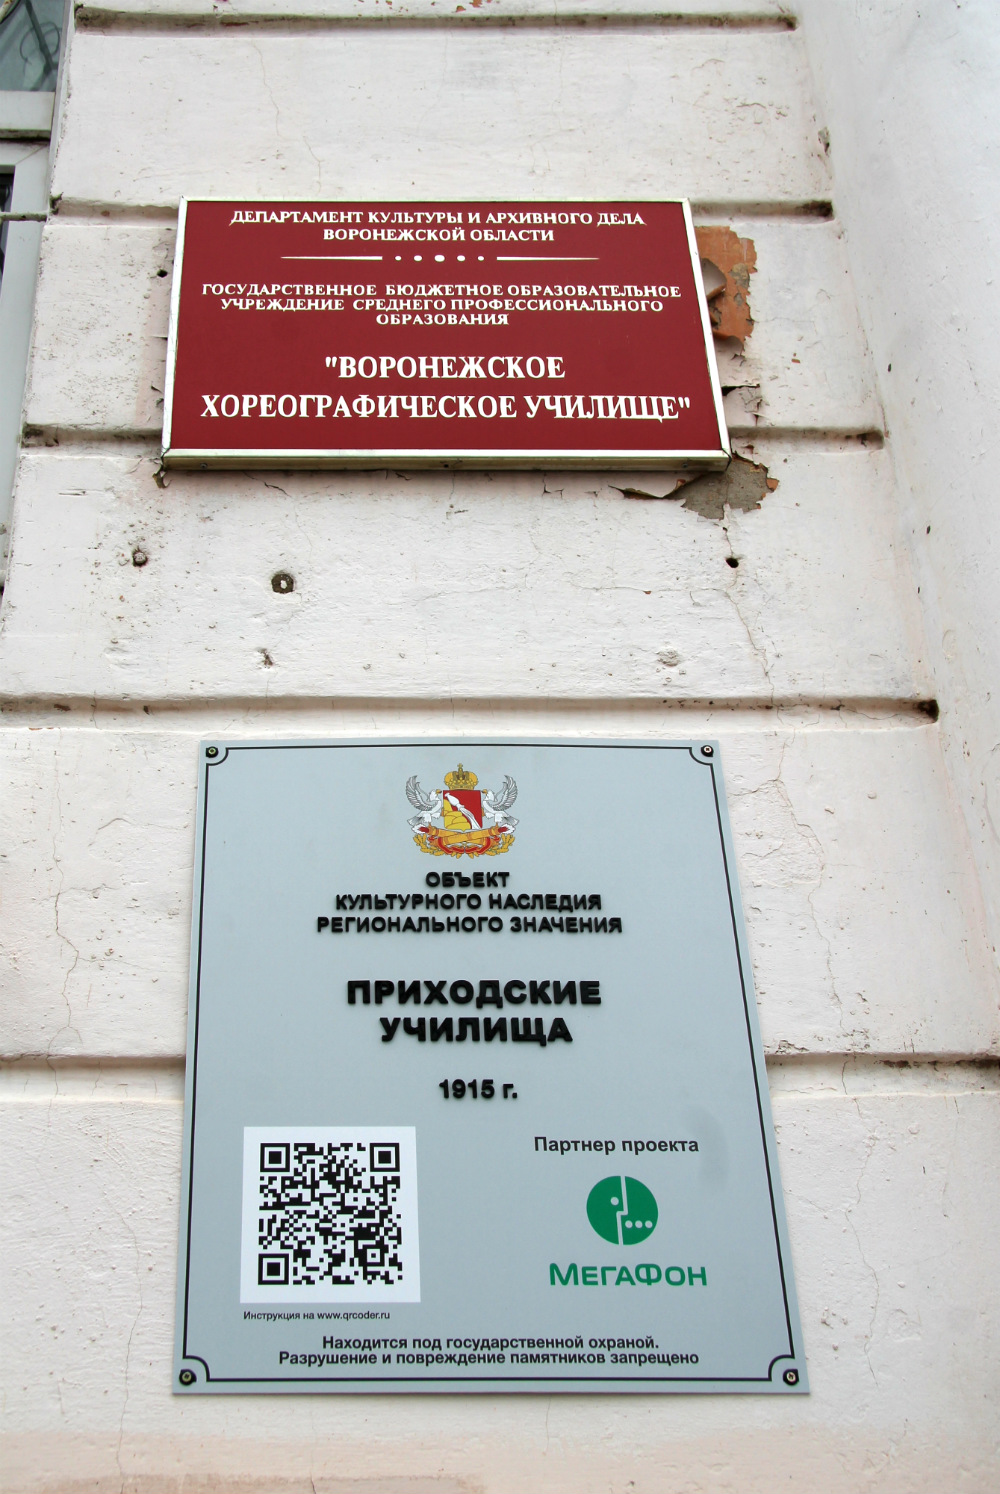 ДЕПАРТАМЕНТ КУЛЬТУРЫ И АРХИВНОГО ДЕЛА
ВОРОНЕЖСКОЙ ОБЛАСТИ
ГОСУДАРСТВЕННОЕ БЮДЖЕТНОЕ ОБРАЗОВАТЕЛЬНОЕ
УЧРЕЖДЕНИЕ СРЕДНЕГО ПРОФЕССИОНАЛЬНОГО
ОБРАЗОВАНИЯ
"ВОРОНЕЖСКОЕ
ХОРЕОГРАФИЧЕСКОЕ УЧИЛИЩЕ"
ОБЪЕКТ
КУЛЬТУРНОГО НАСЛЕДИЯ
РЕГИОНАЛЬНОГО ЗНАЧЕНИЯ
ПРИХОДСКИЕ
УЧИЛИЩА
1915 г.
Партнер проекта
МЕГАФОН
Инструкция на www.qrcoder.ru
Находится под государственной охраной.
Разрушение и повреждение памятников запрещено